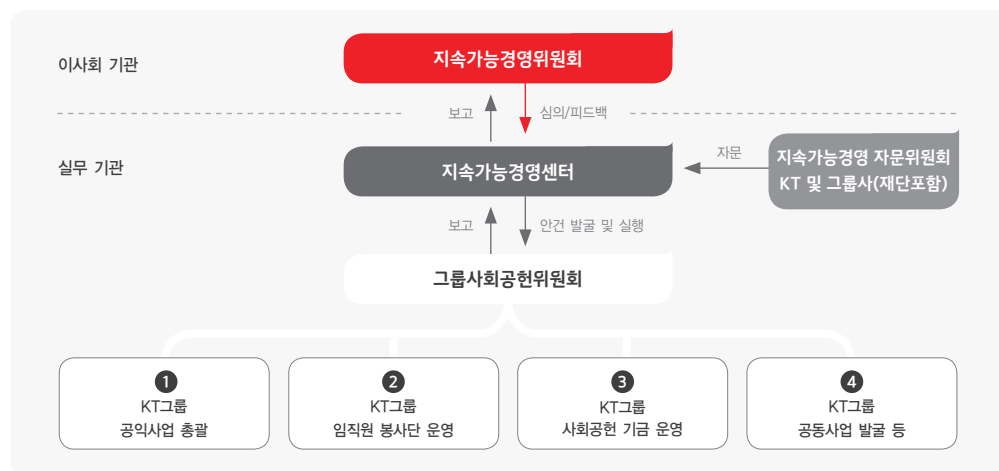 이사회 기관
지속가능경영위원회
보고
심의/피드백
실무 기관
지속가능경영센터
자문
지속가능경영 자문위원회
KT 및 그룹사(재단포함)
보고
안건 발굴 및 실행
그룹사회공헌위원회
1
KT그룹
공익사업 총괄
2
KT그룹
임직원 봉사단 운영
3
KT그룹
사회공헌 기금 운영
4
KT그룹
공동사업 발굴 등